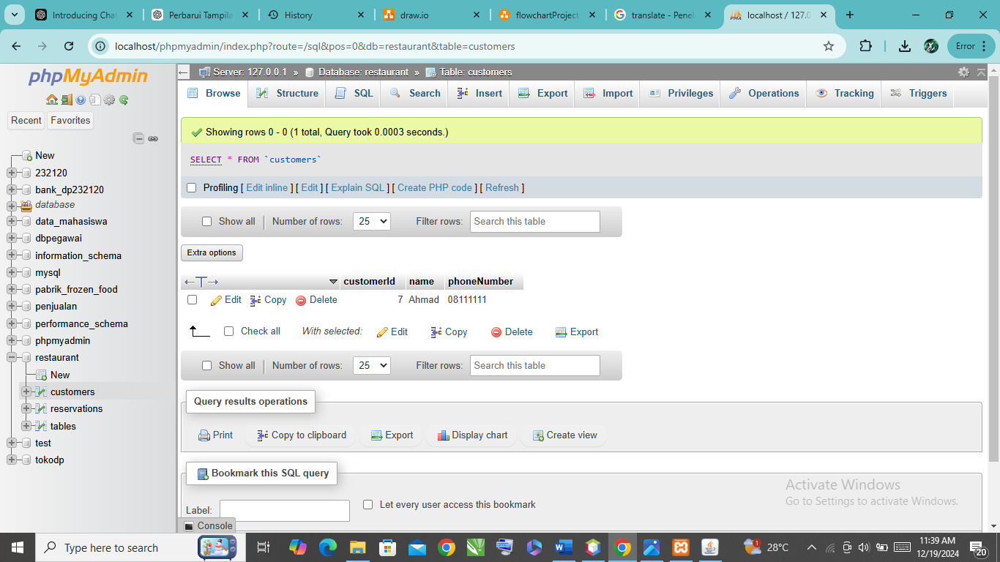 Introducing Cha
Perbarui Tampila
History
draw.io
flowchartProject
translate - Pene
localhost / 127.0
localhost/phpmyadmin/index.php?route=/sql&pos=0&db=restaurant&table=customers
Error
phpMyAdmin
Recent
Favorites
New
232120
bank_dp232120
database
data_mahasiswa
dbpegawai
information_schema
mysql
pabrik_frozen_food
penjualan
performance_schema
phpmyadmin
restaurant
New
customers
reservations
tables
test
tokodp
Server: 127.0.0.1 » Database: restaurant » Table: customers
Browse Structure SQL Search Insert Export Import Privileges Operations Tracking Triggers
Showing rows 0 - 0 (1 total, Query took 0.0003 seconds.)
SELECT * FROM `customers`
Profiling [ Edit inline ] [ Edit ] [ Explain SQL ] [ Create PHP code ] [ Refresh ]
Show all Number of rows: 25 Filter rows: Search this table
Extra options
customerId name phoneNumber
Edit Copy Delete 7 Ahmad 08111111
Check all With selected: Edit Copy Delete Export
Show all Number of rows: 25 Filter rows: Search this table
Query results operations
Print Copy to clipboard Export Display chart Create view
Bookmark this SQL query
Label: Let every user access this bookmark
Console
Activate Windows
Go to Settings to activate Windows.
Type here to search
28°C
11:39 AM
12/19/2024
20